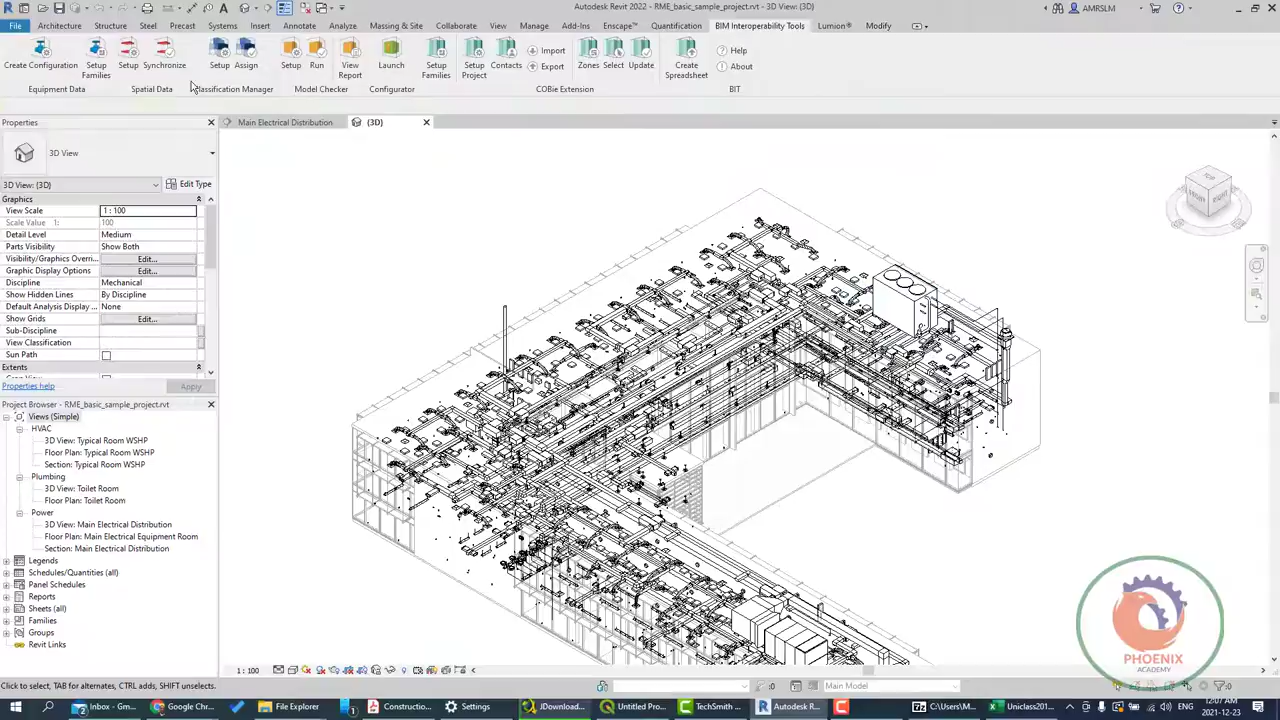 Autodesk Revit 2022 - RME_basic_sample_project.rvt - 3D View: {3D}
AMRSLM
File
Architecture Structure Steel Precast Systems Insert Annotate Analyze Massing & Site Collaborate View Manage Add-Ins Enscape™ Quantification BIM Interoperability Tools Lumion® Modify
Create Configuration Setup Families Setup Synchronize Setup Assign Setup Run View Report Launch Setup Families Setup Project Contacts Import Export Zones Select Update Create Spreadsheet Help About
Equipment Data Spatial Data Classification Manager Model Checker Configurator COBie Extension BIT
Properties
Main Electrical Distribution
{3D}
3D View
3D View: {3D}
Edit Type
Graphics
View Scale 1 : 100
Scale Value 1: 100
Detail Level Medium
Parts Visibility Show Both
Visibility/Graphics Overri... Edit...
Graphic Display Options Edit...
Discipline Mechanical
Show Hidden Lines By Discipline
Default Analysis Display ... None
Show Grids Edit...
Sub-Discipline
View Classification
Sun Path
Extents
Properties help
Apply
Project Browser - RME_basic_sample_project.rvt
Views (Simple)
HVAC
3D View: Typical Room WSHP
Floor Plan: Typical Room WSHP
Section: Typical Room WSHP
Plumbing
3D View: Toilet Room
Floor Plan: Toilet Room
Power
3D View: Main Electrical Distribution
Floor Plan: Main Electrical Equipment Room
Section: Main Electrical Distribution
Legends
Schedules/Quantities (all)
Panel Schedules
Reports
Sheets (all)
Families
Groups
Revit Links
TOP
FRONT
RIGHT
PHOENIX
ACADEMY
1 : 100
Click to select, TAB for alternates, CTRL adds, SHIFT unselects.
:0
Main Model
:0
Inbox - Gm...
Google Chr...
File Explorer
Constructio...
Settings
JDownload...
Untitled Pro...
TechSmith ...
Autodesk R...
C:\Users\M...
Uniclass201...
ENG
12:07 AM
2021-12-23